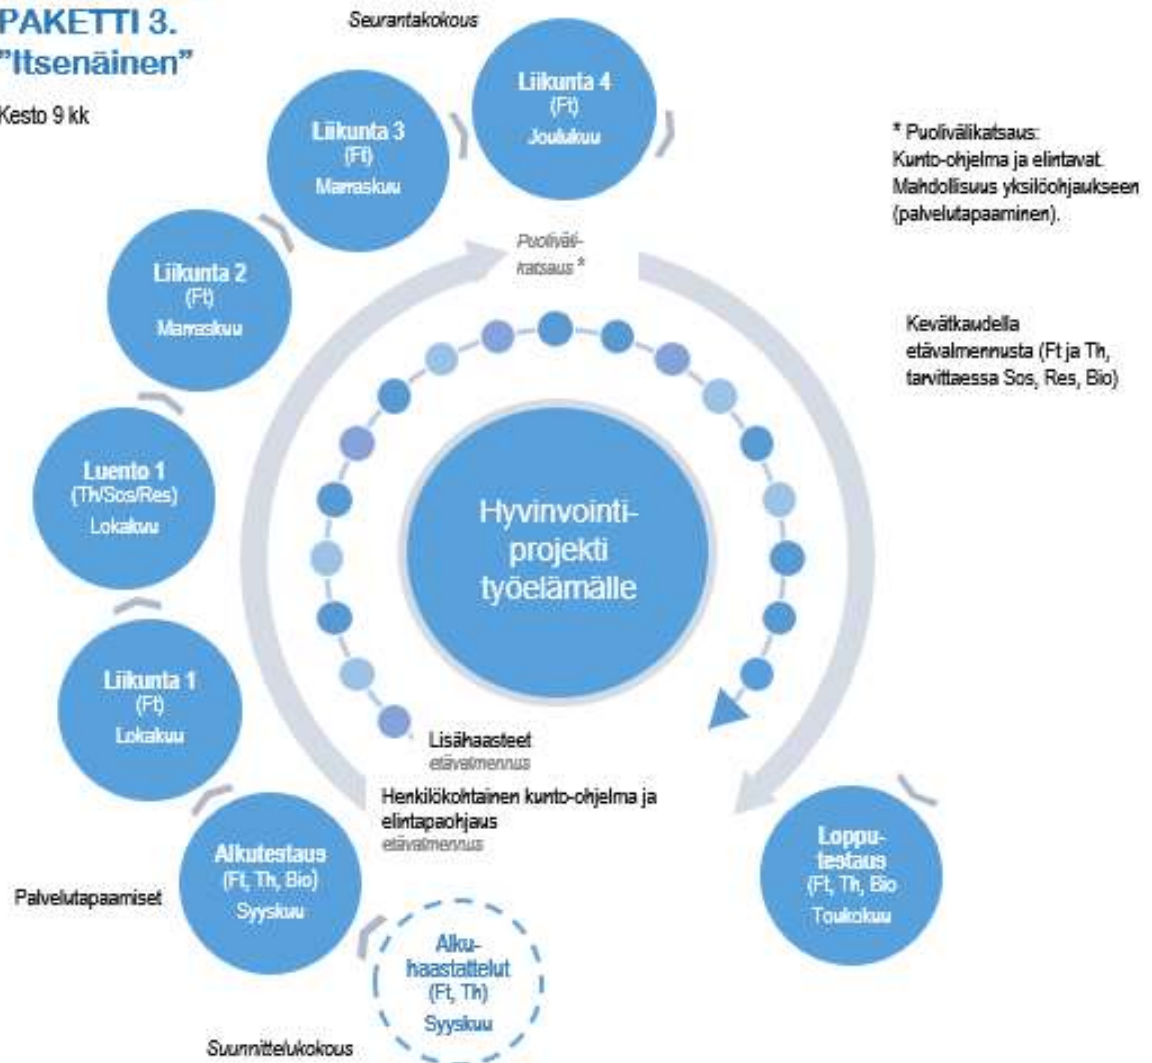 PAKETTI 3.
"Itsenäinen"
Kesto 9 kk
Seurantakokous
Liikunta 4
(Ft)
Joulukuu
Liikunta 3
(Ft)
Marraskuu
* Puolivälikatsaus:
Kunto-ohjelma ja elintavat.
Mahdollisuus yksilöohjaukseen
(palvelutapaaminen).
Puoliväli-
katsaus *
Liikunta 2
(Ft)
Marraskuu
Kevätkaudella
etävalmennusta (Ft ja Th,
tarvittaessa Sos, Res, Bio)
Luento 1
(Th/Sos/Res)
Lokakuu
Hyvinvointi-
projekti
työelämälle
Liikunta 1
(Ft)
Lokakuu
Lisähaasteet
etävalmennus
Henkilökohtainen kunto-ohjelma ja
elintapaohjaus
etävalmennus
Alkutestaus
(Ft, Th, Bio)
Syyskuu
Palvelutapaamiset
Loppu-
testaus
(Ft, Th, Bio
Toukokuu
Alku-
haastattelut
(Ft, Th)
Syyskuu
Suunnittelukokous